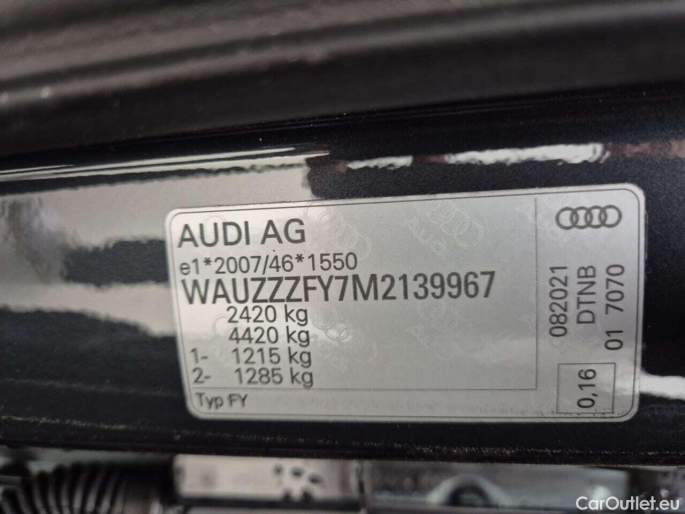 AUDI AG
e1*2007/46*1550
WAUZZZFY7M2139967
2420 kg
4420 kg
1- 1215 kg
2- 1285 kg
Typ FY
082021
DTNB
01 7070
0,16
CarOutlet.eu